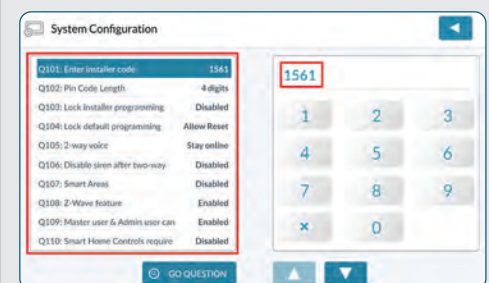 System Configuration
Q101: Enter installer code 1561
Q102: Pin Code Length 4 digits
Q103: Lock installer programming Disabled
Q104: Lock default programming Allow Reset
Q105: 2-way voice Stay online
Q106: Disable siren after two-way Disabled
Q107: Smart Areas Disabled
Q108: Z-Wave feature Enabled
Q109: Master user & Admin user can Enabled
Q110: Smart Home Controls require Disabled
GO QUESTION
1561
1 2 3
4 5 6
7 8 9
× 0